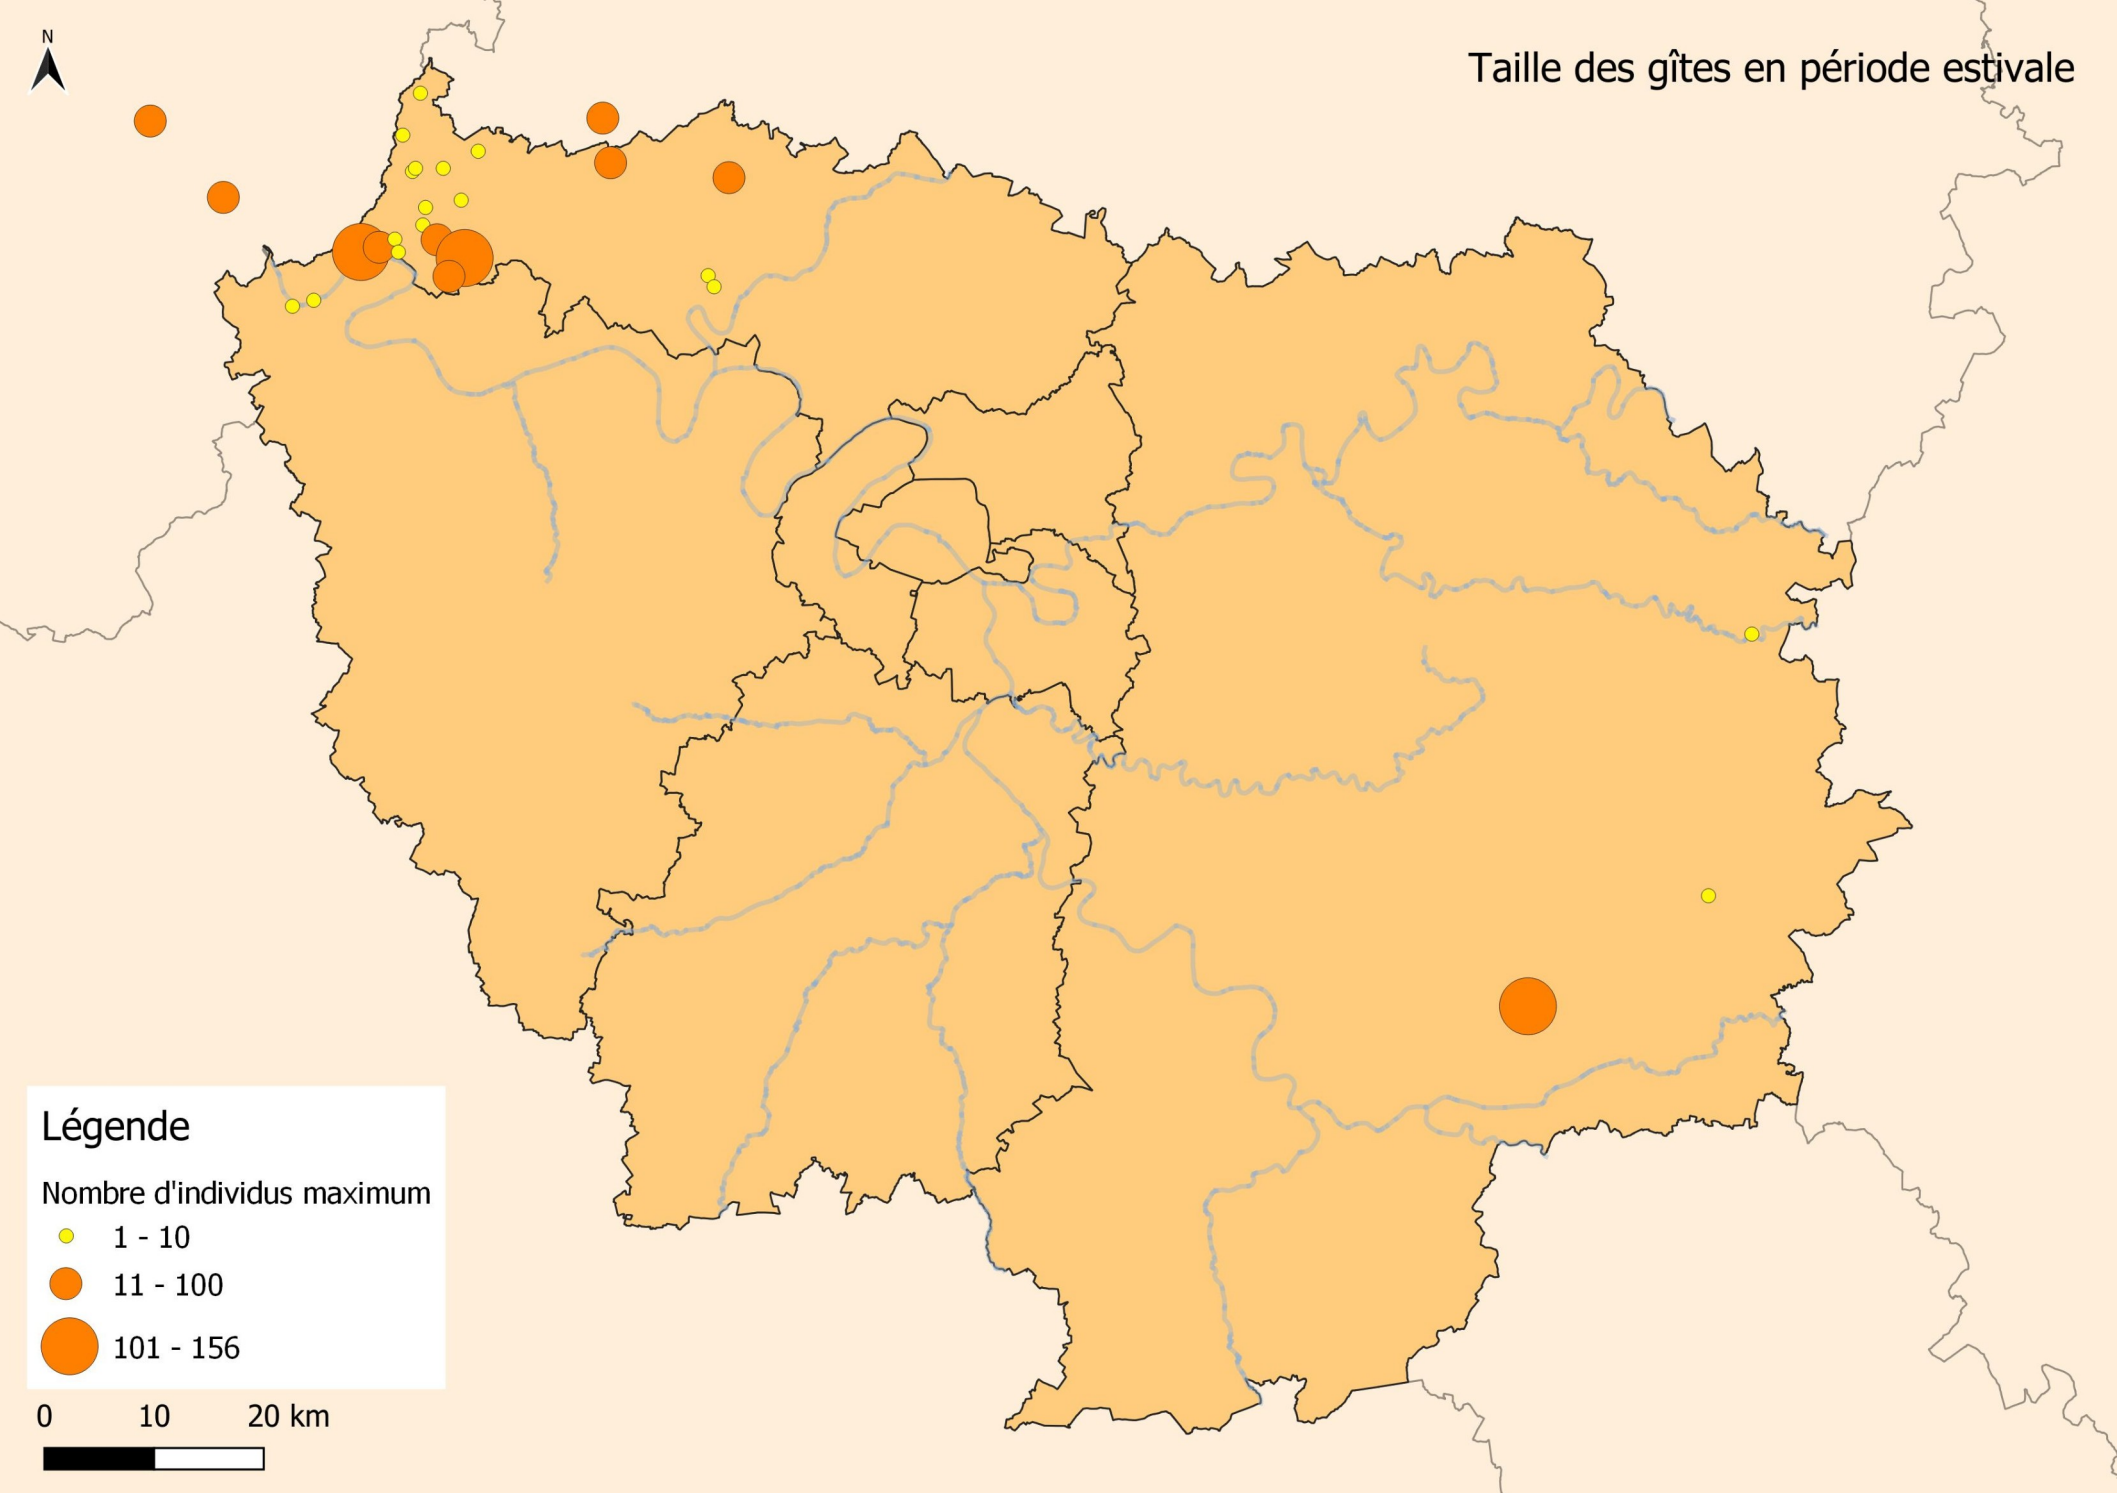 N
Taille des gîtes en période estivale
Légende
Nombre d'individus maximum
1 - 10
11 - 100
101 - 156
0 10 20 km